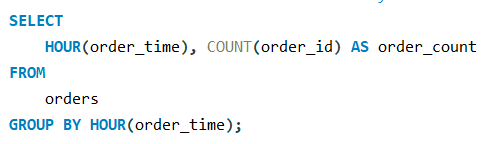 SELECT
HOUR(order_time), COUNT(order_id) AS order_count
FROM
orders
GROUP BY HOUR(order_time);